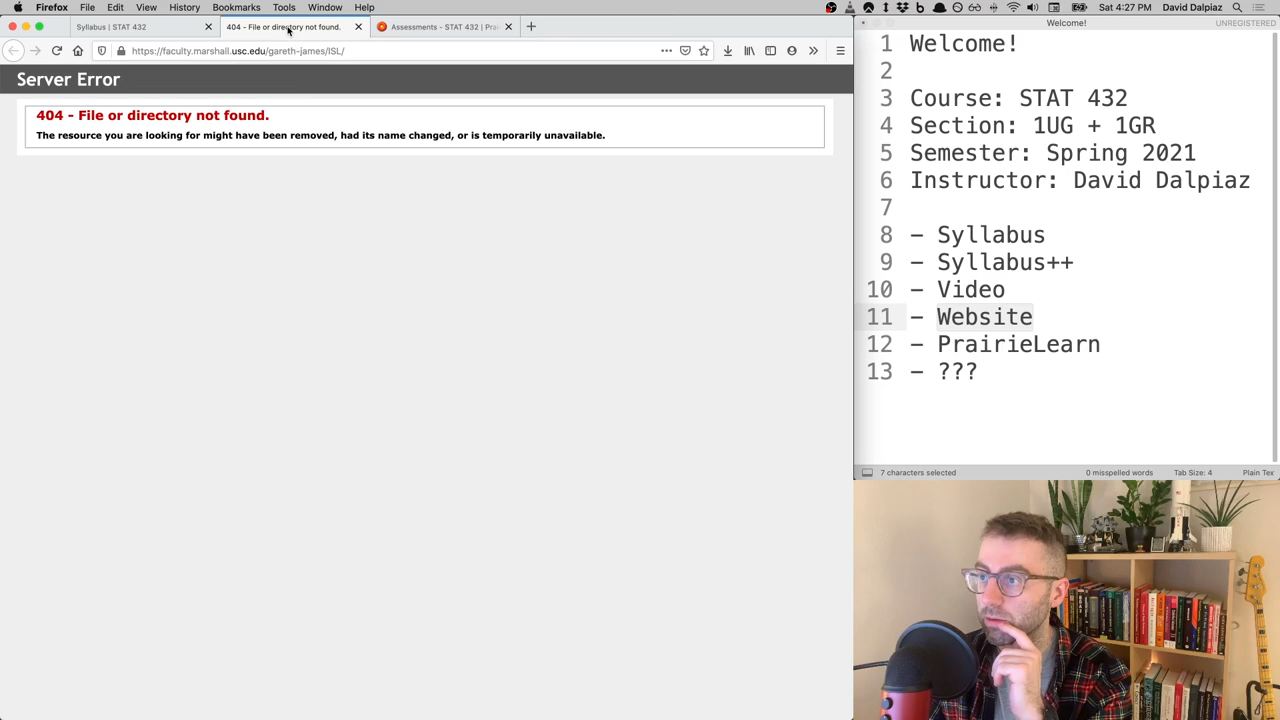 Firefox File Edit View History Bookmarks Tools Window Help
Sat 4:27 PM David Dalpiaz
Syllabus | STAT 432
404 - File or directory not found.
Assessments - STAT 432 | Prai
https://faculty.marshall.usc.edu/gareth-james/ISL/
Server Error
404 - File or directory not found.
The resource you are looking for might have been removed, had its name changed, or is temporarily unavailable.
Welcome!
UNREGISTERED
1 Welcome!
2
3 Course: STAT 432
4 Section: 1UG + 1GR
5 Semester: Spring 2021
6 Instructor: David Dalpiaz
7
8 - Syllabus
9 - Syllabus++
10 - Video
11 - Website
12 - PrairieLearn
13 - ???
7 characters selected
0 misspelled words
Tab Size: 4
Plain Tex